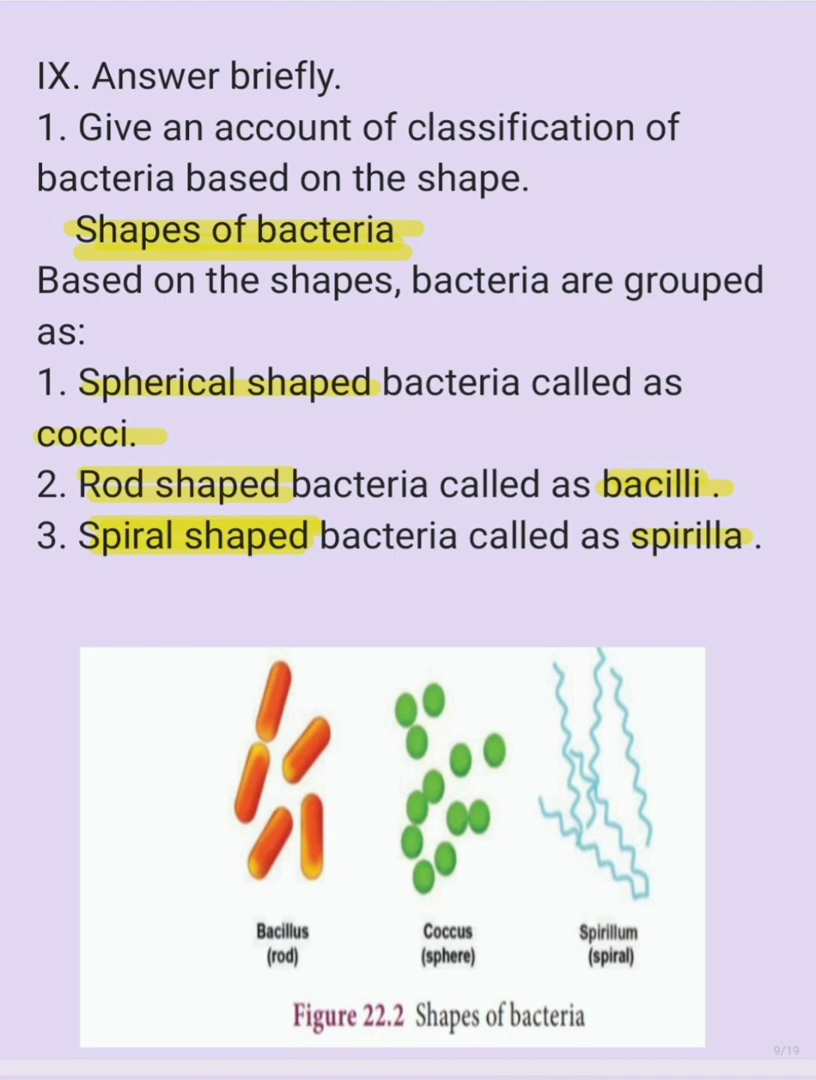 IX. Answer briefly.
1. Give an account of classification of
bacteria based on the shape.
Shapes of bacteria
Based on the shapes, bacteria are grouped
as:
1. Spherical shaped bacteria called as
cocci.
2. Rod shaped bacteria called as bacilli .
3. Spiral shaped bacteria called as spirilla .
Bacillus
(rod)
Coccus
(sphere)
Spirillum
(spiral)
Figure 22.2 Shapes of bacteria
9/19